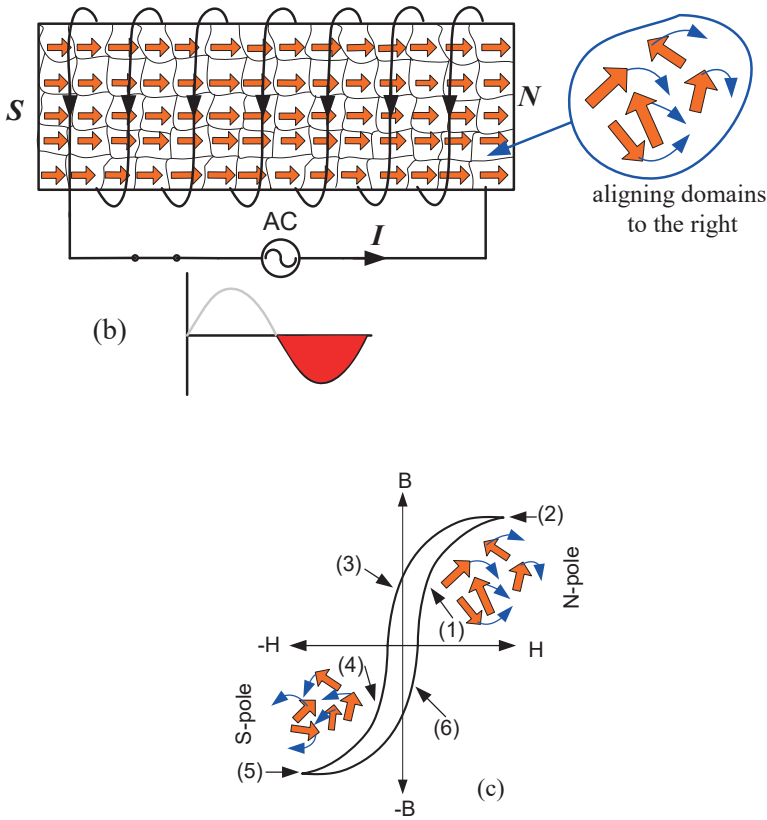 S
N
aligning domains
to the right
AC
I
(b)
B
(2)
(3)
(1)
N-pole
-H
H
(4)
S-pole
(6)
(5)
-B
(c)